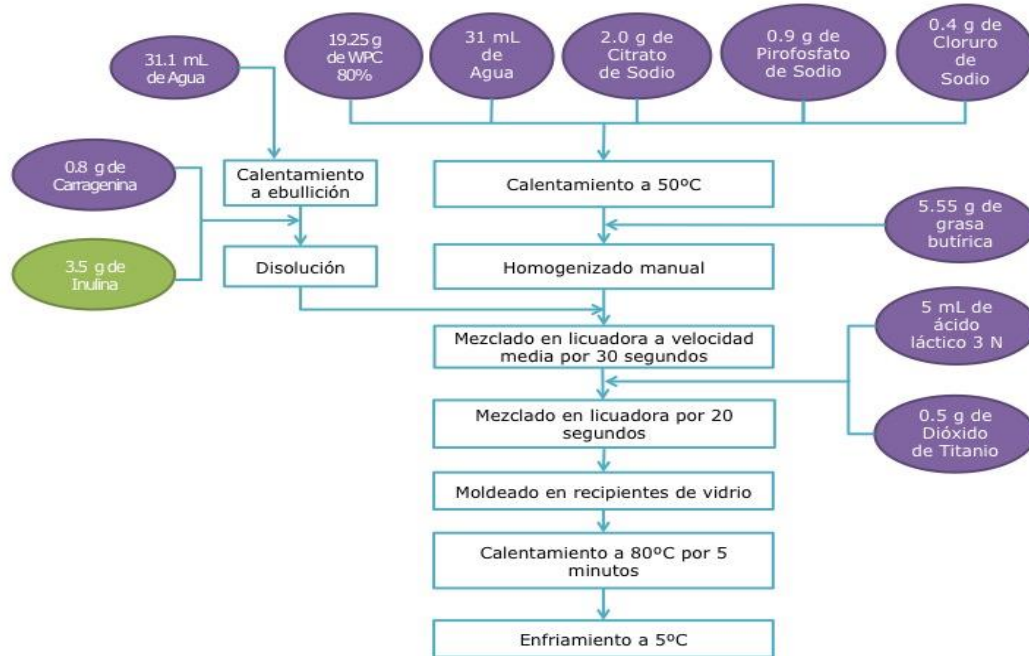 31.1 mL
de Agua
19.25 g
de WPC
80%
31 mL
de
Agua
2.0 g de
Citrato
de Sodio
0.9 g de
Pirofosfato
de Sodio
0.4 g de
Cloruro
de
Sodio
0.8 g de
Carragenina
Calentamiento
a ebullición
Calentamiento a 50ºC
5.55 g de
grasa
butírica
3.5 g de
Inulina
Disolución
Homogenizado manual
Mezclado en licuadora a velocidad
media por 30 segundos
5 mL de
ácido
láctico 3 N
Mezclado en licuadora por 20
segundos
0.5 g de
Dióxido
de Titanio
Moldeado en recipientes de vidrio
Calentamiento a 80ºC por 5
minutos
Enfriamiento a 5ºC